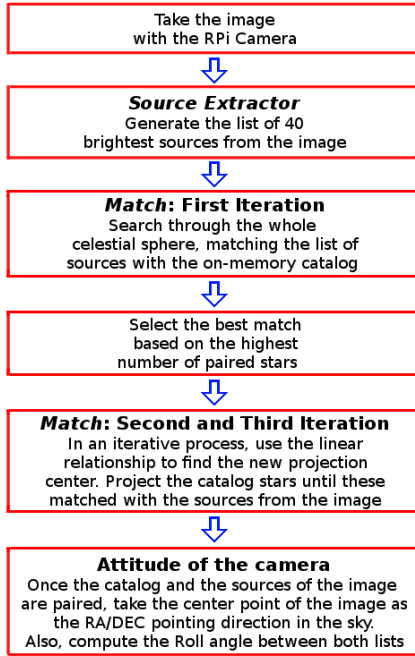 Take the image
with the RPi Camera
Source Extractor
Generate the list of 40
brightest sources from the image
Match: First Iteration
Search through the whole
celestial sphere, matching the list of
sources with the on-memory catalog
Select the best match
based on the highest
number of paired stars
Match: Second and Third Iteration
In an iterative process, use the linear
relationship to find the new projection
center. Project the catalog stars until these
matched with the sources from the image
Attitude of the camera
Once the catalog and the sources of the image
are paired, take the center point of the image as
the RA/DEC pointing direction in the sky.
Also, compute the Roll angle between both lists